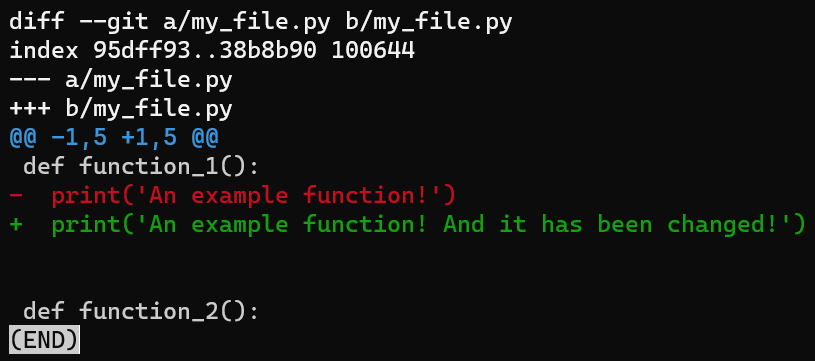 diff --git a/my_file.py b/my_file.py
index 95dff93..38b8b90 100644
--- a/my_file.py
+++ b/my_file.py
@@ -1,5 +1,5 @@
 def function_1():
-  print('An example function!')
+  print('An example function! And it has been changed!')
 def function_2():
(END)